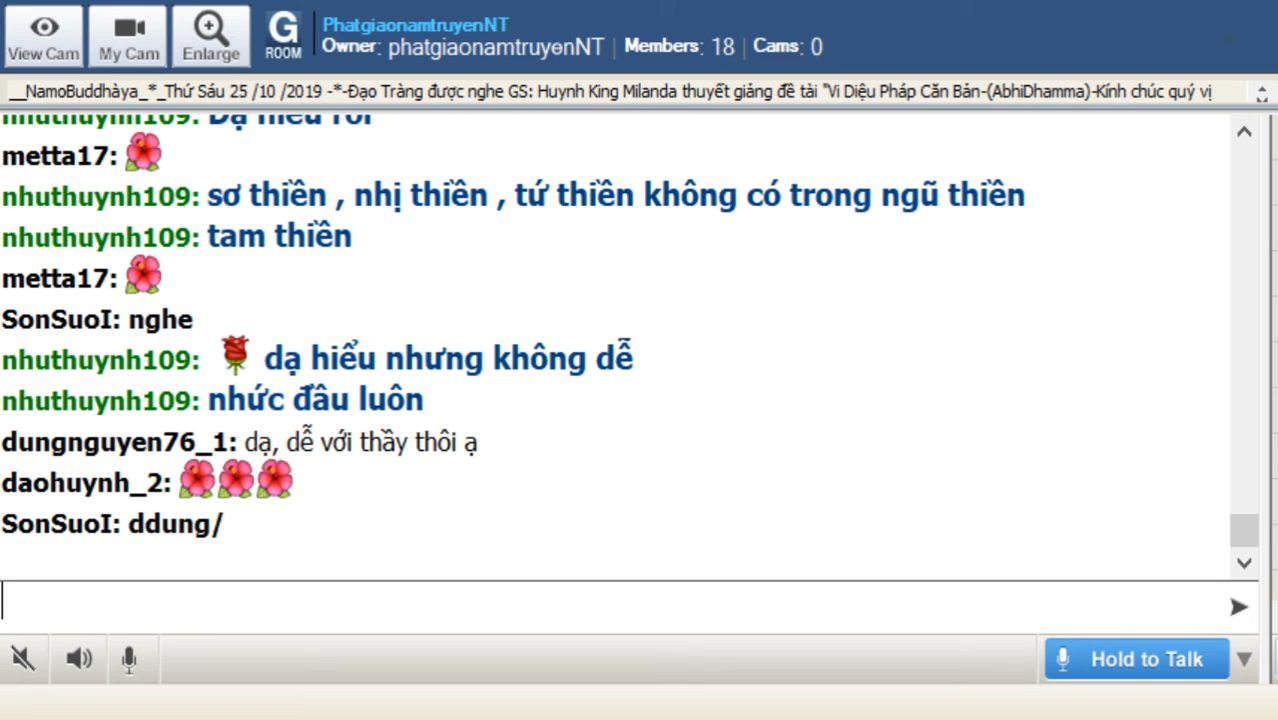 View Cam
My Cam
Enlarge
G
ROOM
PhatgiaonamtruyenNT
Owner: phatgiaonamtruyenNT | Members: 18 | Cams: 0
__NamoBuddhàya_*_Thứ Sáu 25 /10 /2019 -*-Đạo Tràng được nghe GS: Huynh King Milanda thuyết giảng đề tài "Vi Diệu Pháp Căn Bản-(AbhiDhamma)-Kính chúc quý vị
nhuthuynh109: Dạ hiểu rồi
metta17:
nhuthuynh109: sơ thiền , nhị thiền , tứ thiền không có trong ngũ thiền
nhuthuynh109: tam thiền
metta17:
SonSuoI: nghe
nhuthuynh109: dạ hiểu nhưng không dễ
nhuthuynh109: nhức đâu luôn
dungnguyen76_1: dạ, dễ với thầy thôi ạ
daohuynh_2:
SonSuoI: ddung/
Hold to Talk